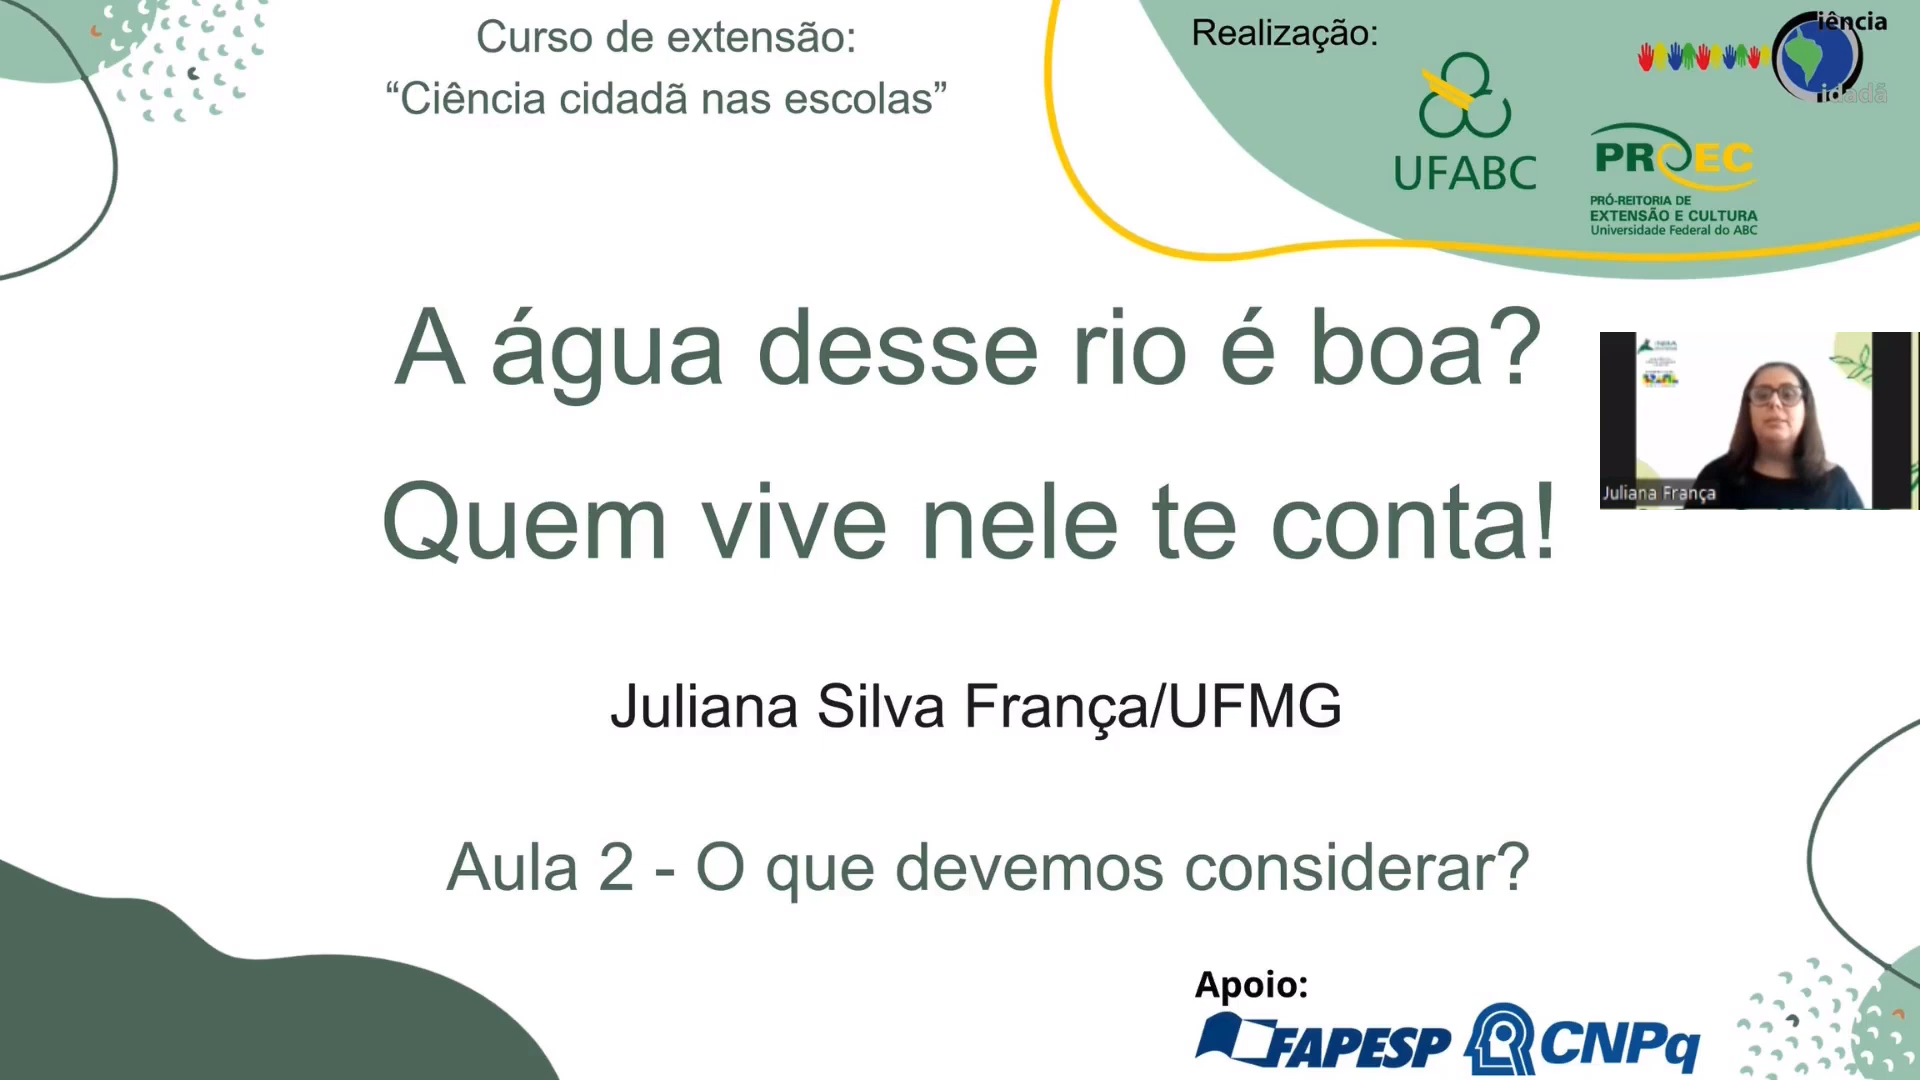 Curso de extensão:
“Ciência cidadã nas escolas”
Realização:
UFABC
iência
idadã
PROEC
PRÓ-REITORIA DE
EXTENSÃO E CULTURA
Universidade Federal do ABC
A água desse rio é boa?
Quem vive nele te conta!
Juliana França
Juliana Silva França/UFMG
Aula 2 - O que devemos considerar?
Apoio:
FAPESP
CNPq